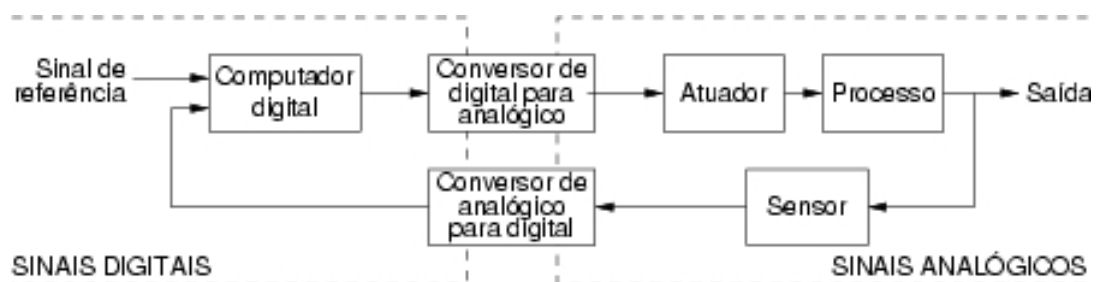 Sinal de
referência
Computador
digital
Conversor de
digital para
analógico
Atuador
Processo
Saída
Conversor de
analógico
para digital
Sensor
SINAIS DIGITAIS
SINAIS ANALÓGICOS